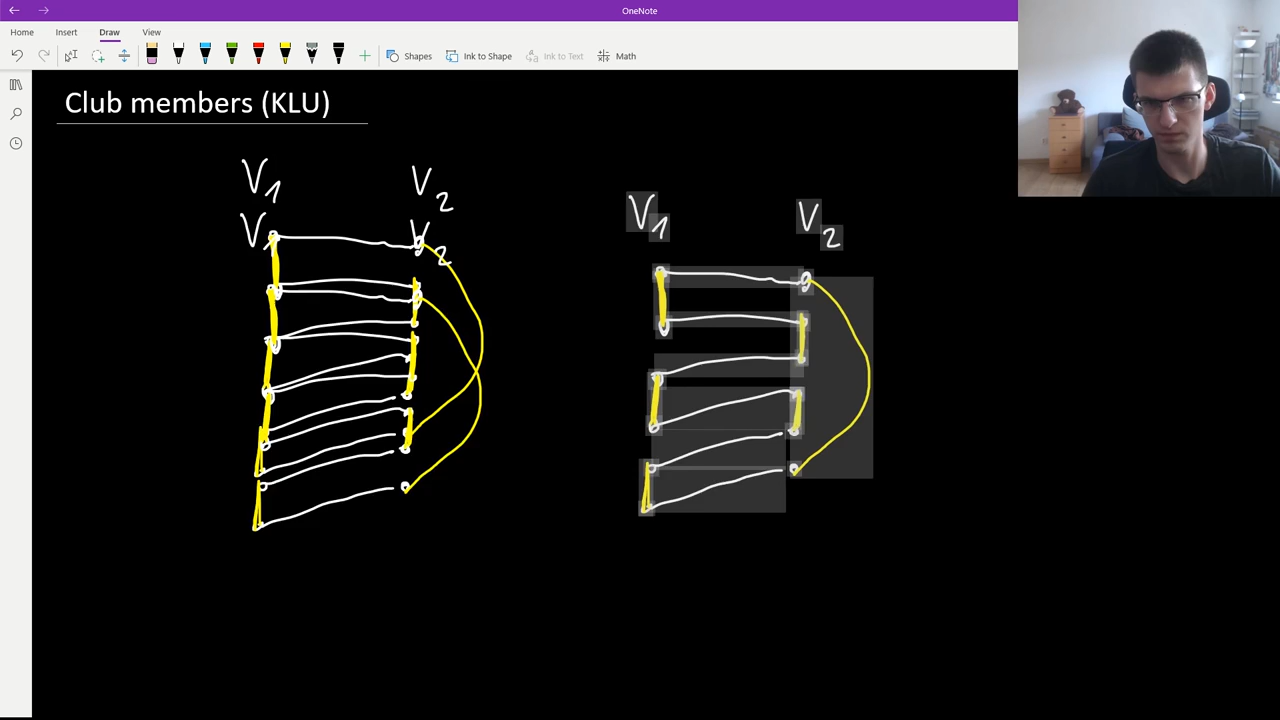 OneNote
Home Insert Draw View
Shapes Ink to Shape Ink to Text Math
Club members (KLU)
V1 V2
V1 V2
V1 V2